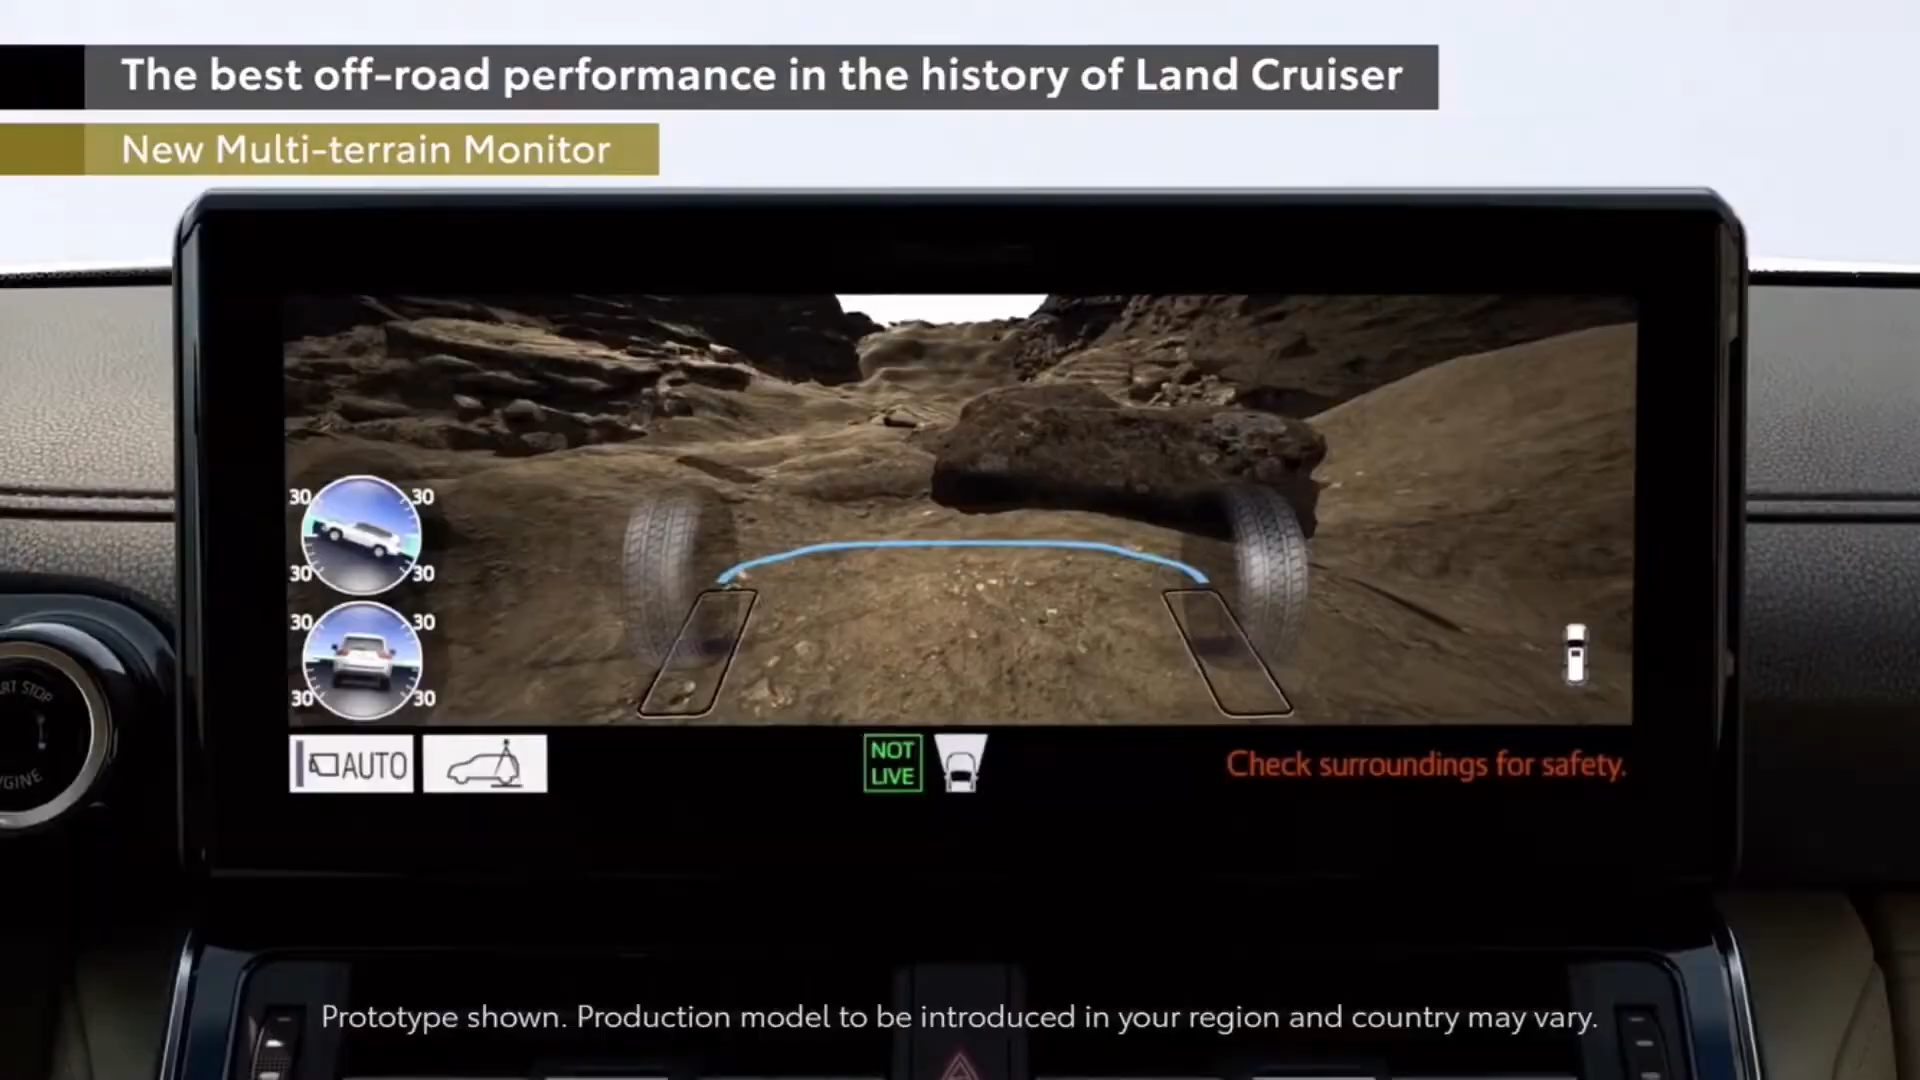 The best off-road performance in the history of Land Cruiser
New Multi-terrain Monitor
30 30
30 30
30 30
30 30
AUTO
NOT
LIVE
Check surroundings for safety.
STOP
Prototype shown. Production model to be introduced in your region and country may vary.